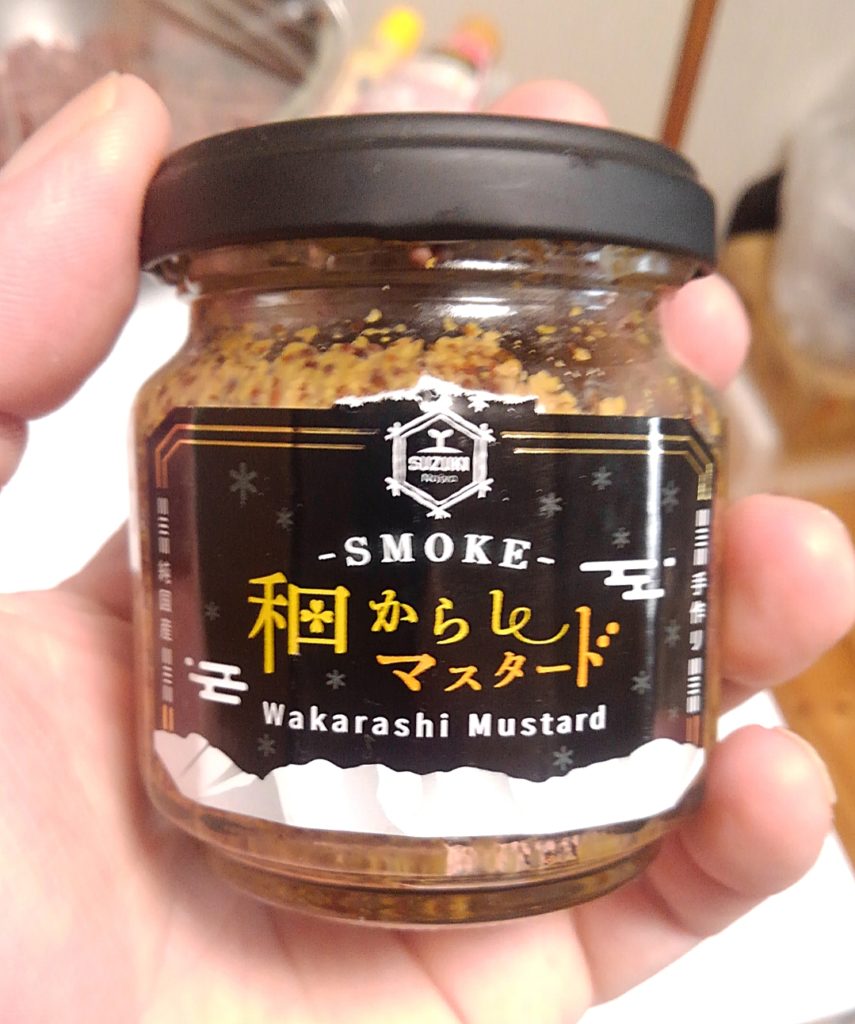 SUZUKI
-SMOKE-
和からし
マスタード
Wakarashi Mustard
純国産
手作り